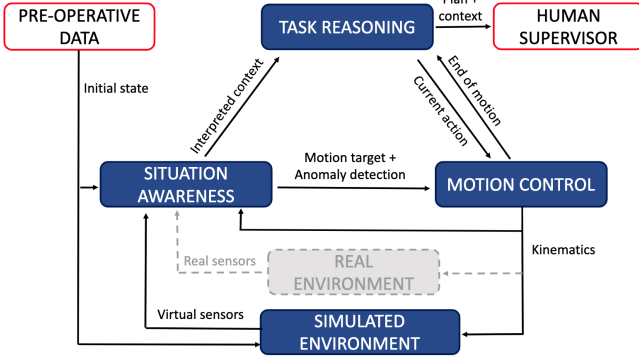 Plan +
context
PRE-OPERATIVE
DATA
TASK REASONING
HUMAN
SUPERVISOR
Initial state
Interpreted context
Current action
End of motion
SITUATION
AWARENESS
Motion target +
Anomaly detection
MOTION CONTROL
Real sensors
REAL
ENVIRONMENT
Kinematics
Virtual sensors
SIMULATED
ENVIRONMENT